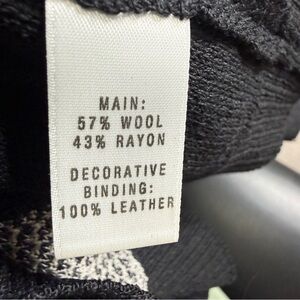 MAIN:
57% WOOL
43% RAYON
DECORATIVE
BINDING:
100% LEATHER